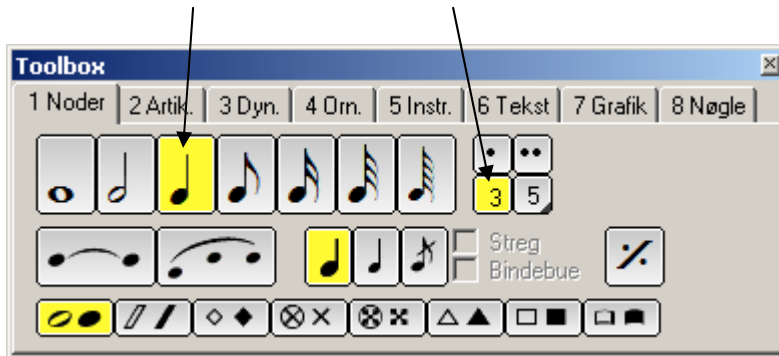 Toolbox
1 Noder 2 Artik. 3 Dyn. 4 Orn. 5 Instr. 6 Tekst 7 Grafik 8 Nøgle
3 5
Streg
Bindebue